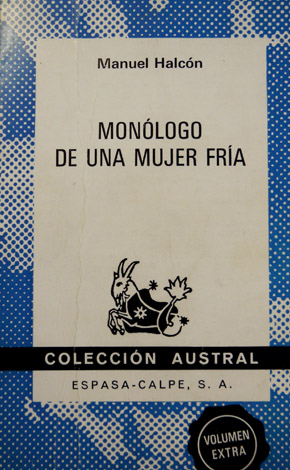 Manuel Halcón
MONÓLOGO
DE UNA MUJER FRÍA
COLECCIÓN AUSTRAL
ESPASA-CALPE, S. A.
VOLUMEN
EXTRA